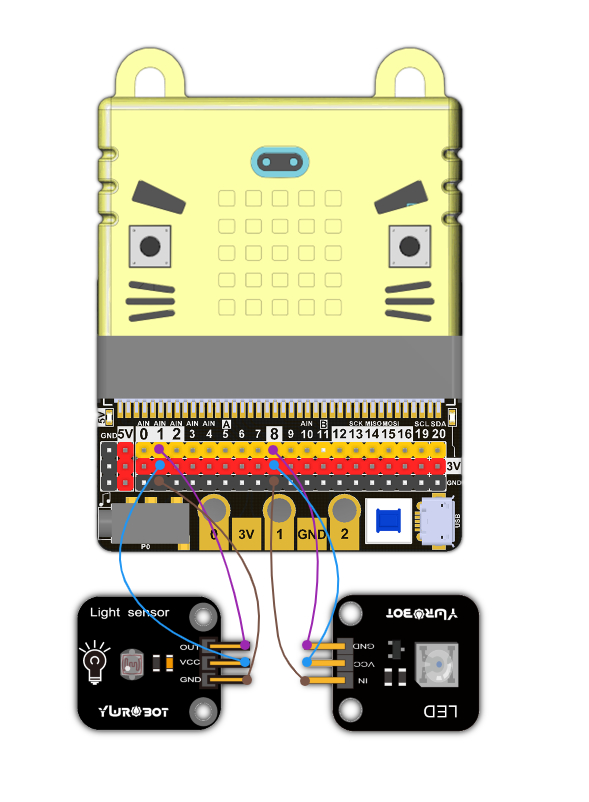 5V
AIN AIN AIN AIN AIN A AIN B SCK MISO MOSI SCL SDA
GND 5V 0 1 2 3 4 5 6 7 8 9 10 11 12 13 14 15 16 19 20
3V
GND
0 3V 1 GND 2
USB
P0
Light sensor
OUT
VCC
GND
YWROBOT
YWROBOT
GND
VCC
IN
LED